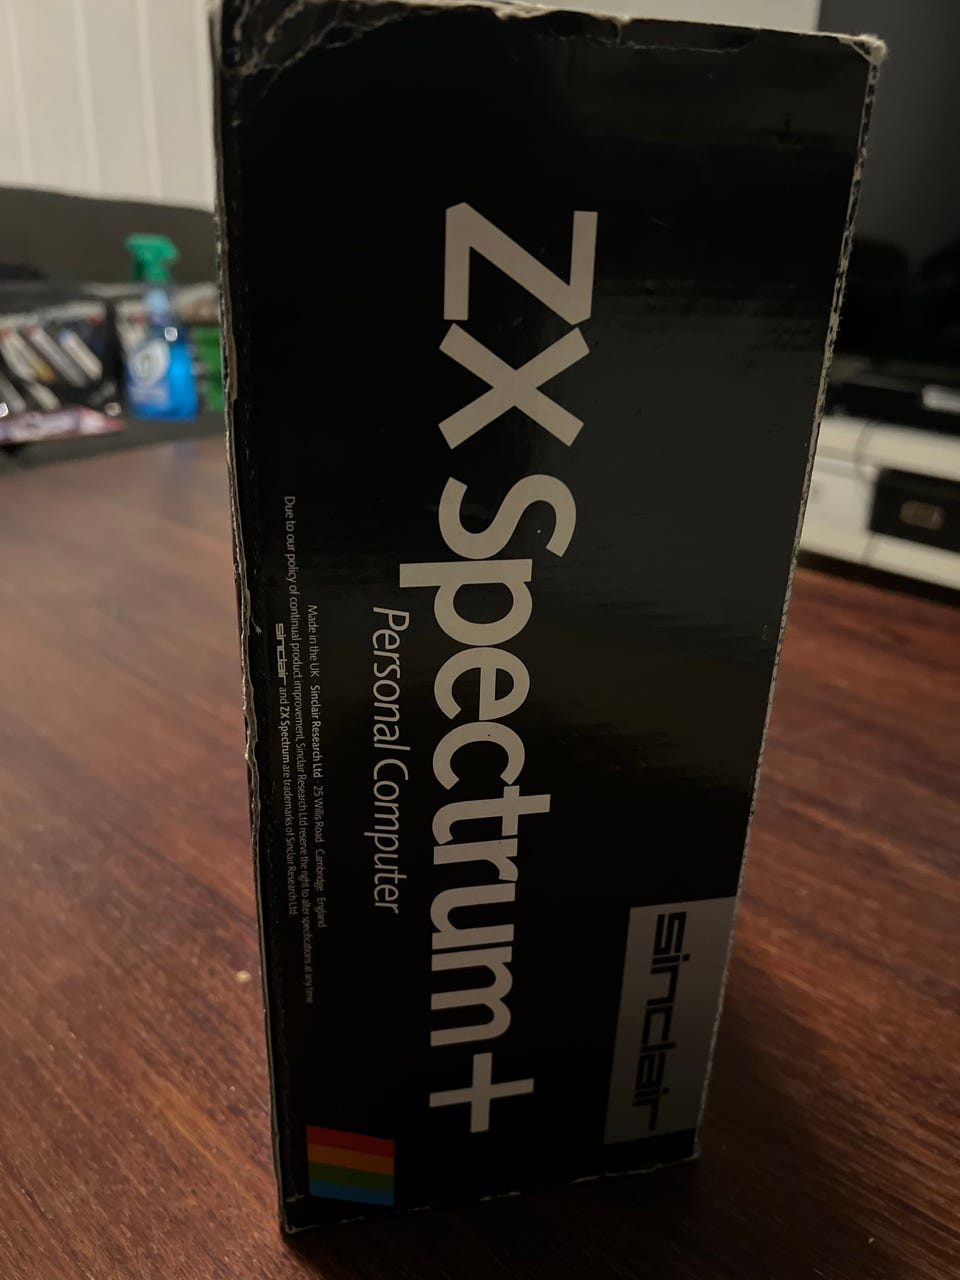 sinclair
ZX Spectrum+
Personal Computer
Made in the UK · Sinclair Research Ltd · 25 Willis Road Cambridge England
Due to our policy of continual product improvement, Sinclair Research Ltd reserve the right to alter specifications at any time
sinclair and ZX Spectrum are trademarks of Sinclair Research Ltd.